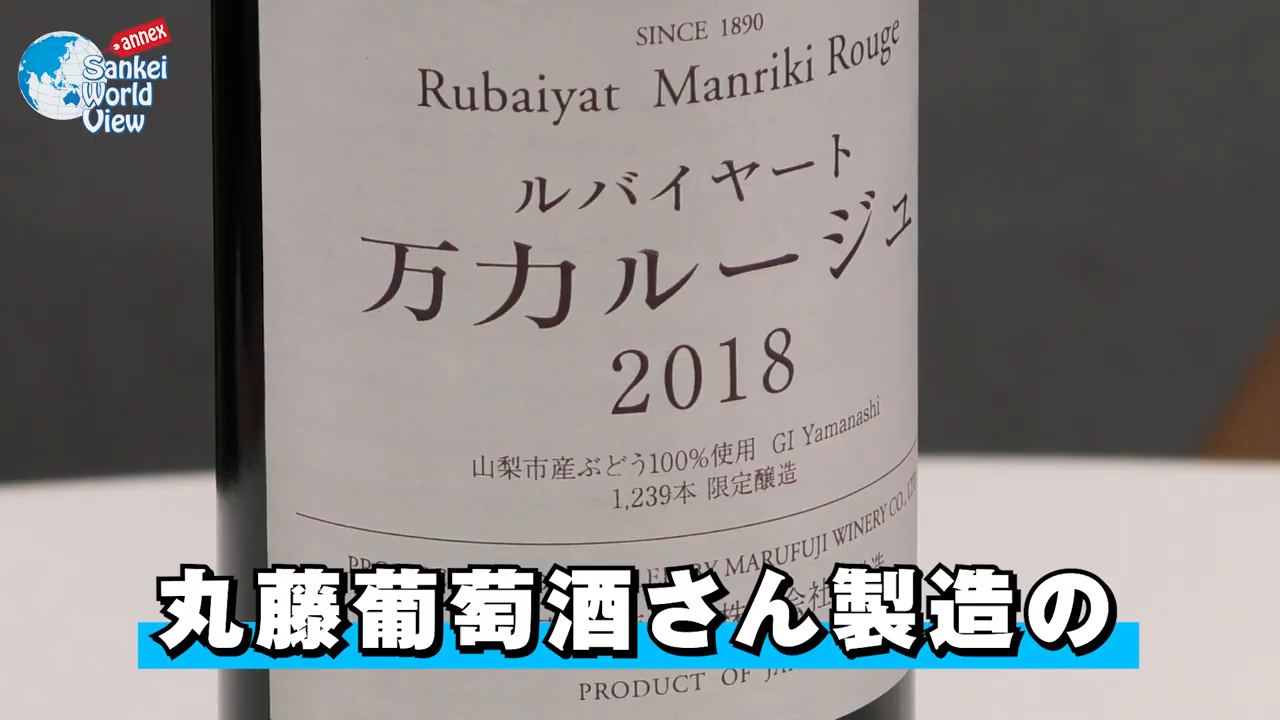 annex
Sankei
World
View
SINCE 1890
Rubaiyat Manriki Rouge
ルバイヤート
万力ルージュ
2018
山梨市産ぶどう100%使用 GI Yamanashi
1,239本 限定醸造
BY MARUFUJI WINERY CO.,
丸藤葡萄酒さん製造の
PRODUCT OF